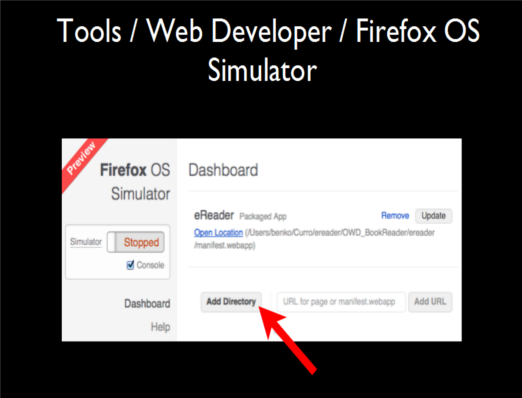 Tools / Web Developer / Firefox OS
Simulator
Preview
Firefox OS
Simulator
Simulator
Stopped
Console
Dashboard
Help
Dashboard
eReader Packaged App
Remove
Update
Open Location (/Users/benko/Curro/ereader/OWD_BookReader/ereader
/manifest.webapp)
Add Directory
URL for page or manifest.webapp
Add URL